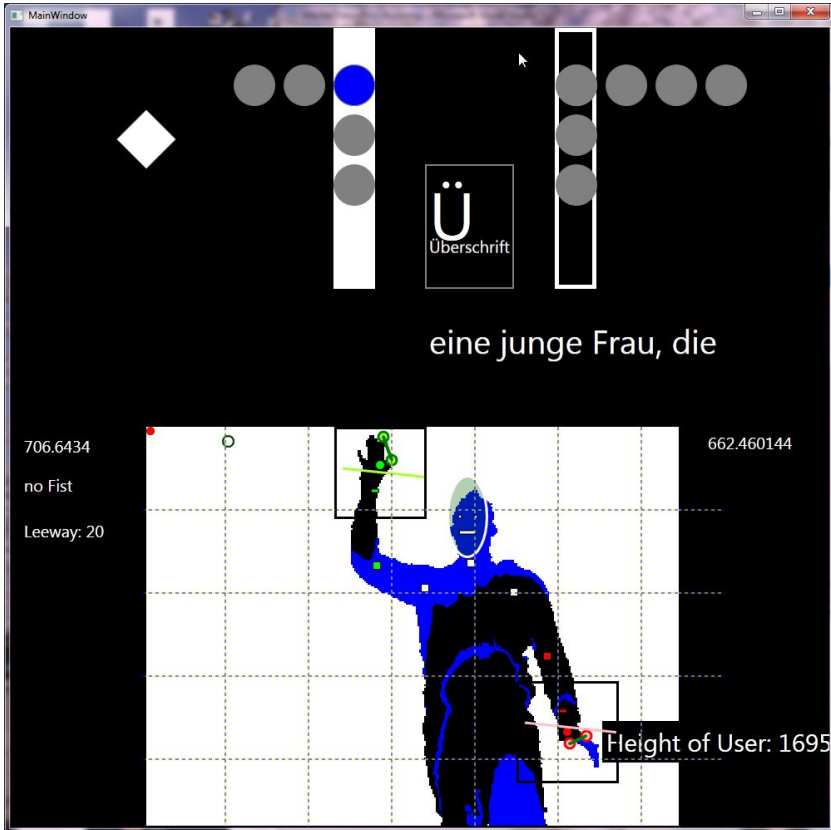 MainWindow
Ü
Überschrift
eine junge Frau, die
706.6434
662.460144
no Fist
Leeway: 20
Height of User: 1695